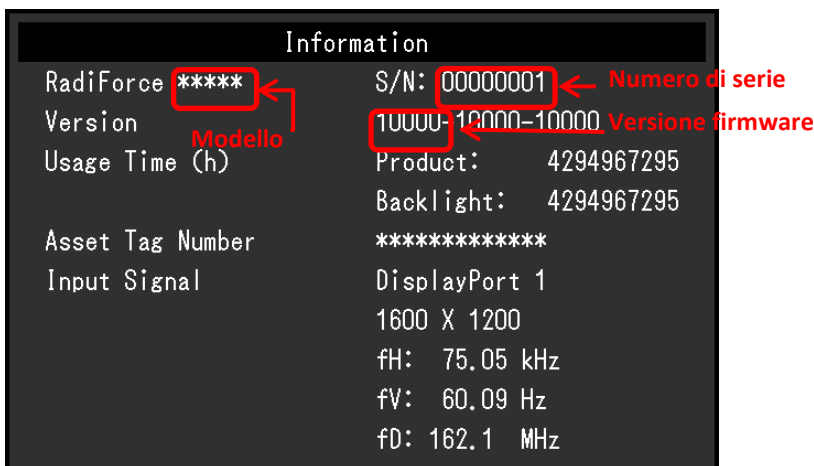 Information
RadiForce ***** S/N: 00000001 Numero di serie
Version 10000-10000-10000 Versione firmware
Modello
Usage Time (h) Product: 4294967295
Backlight: 4294967295
Asset Tag Number *************
Input Signal DisplayPort 1
1600 X 1200
fH: 75.05 kHz
fV: 60.09 Hz
fD: 162.1 MHz